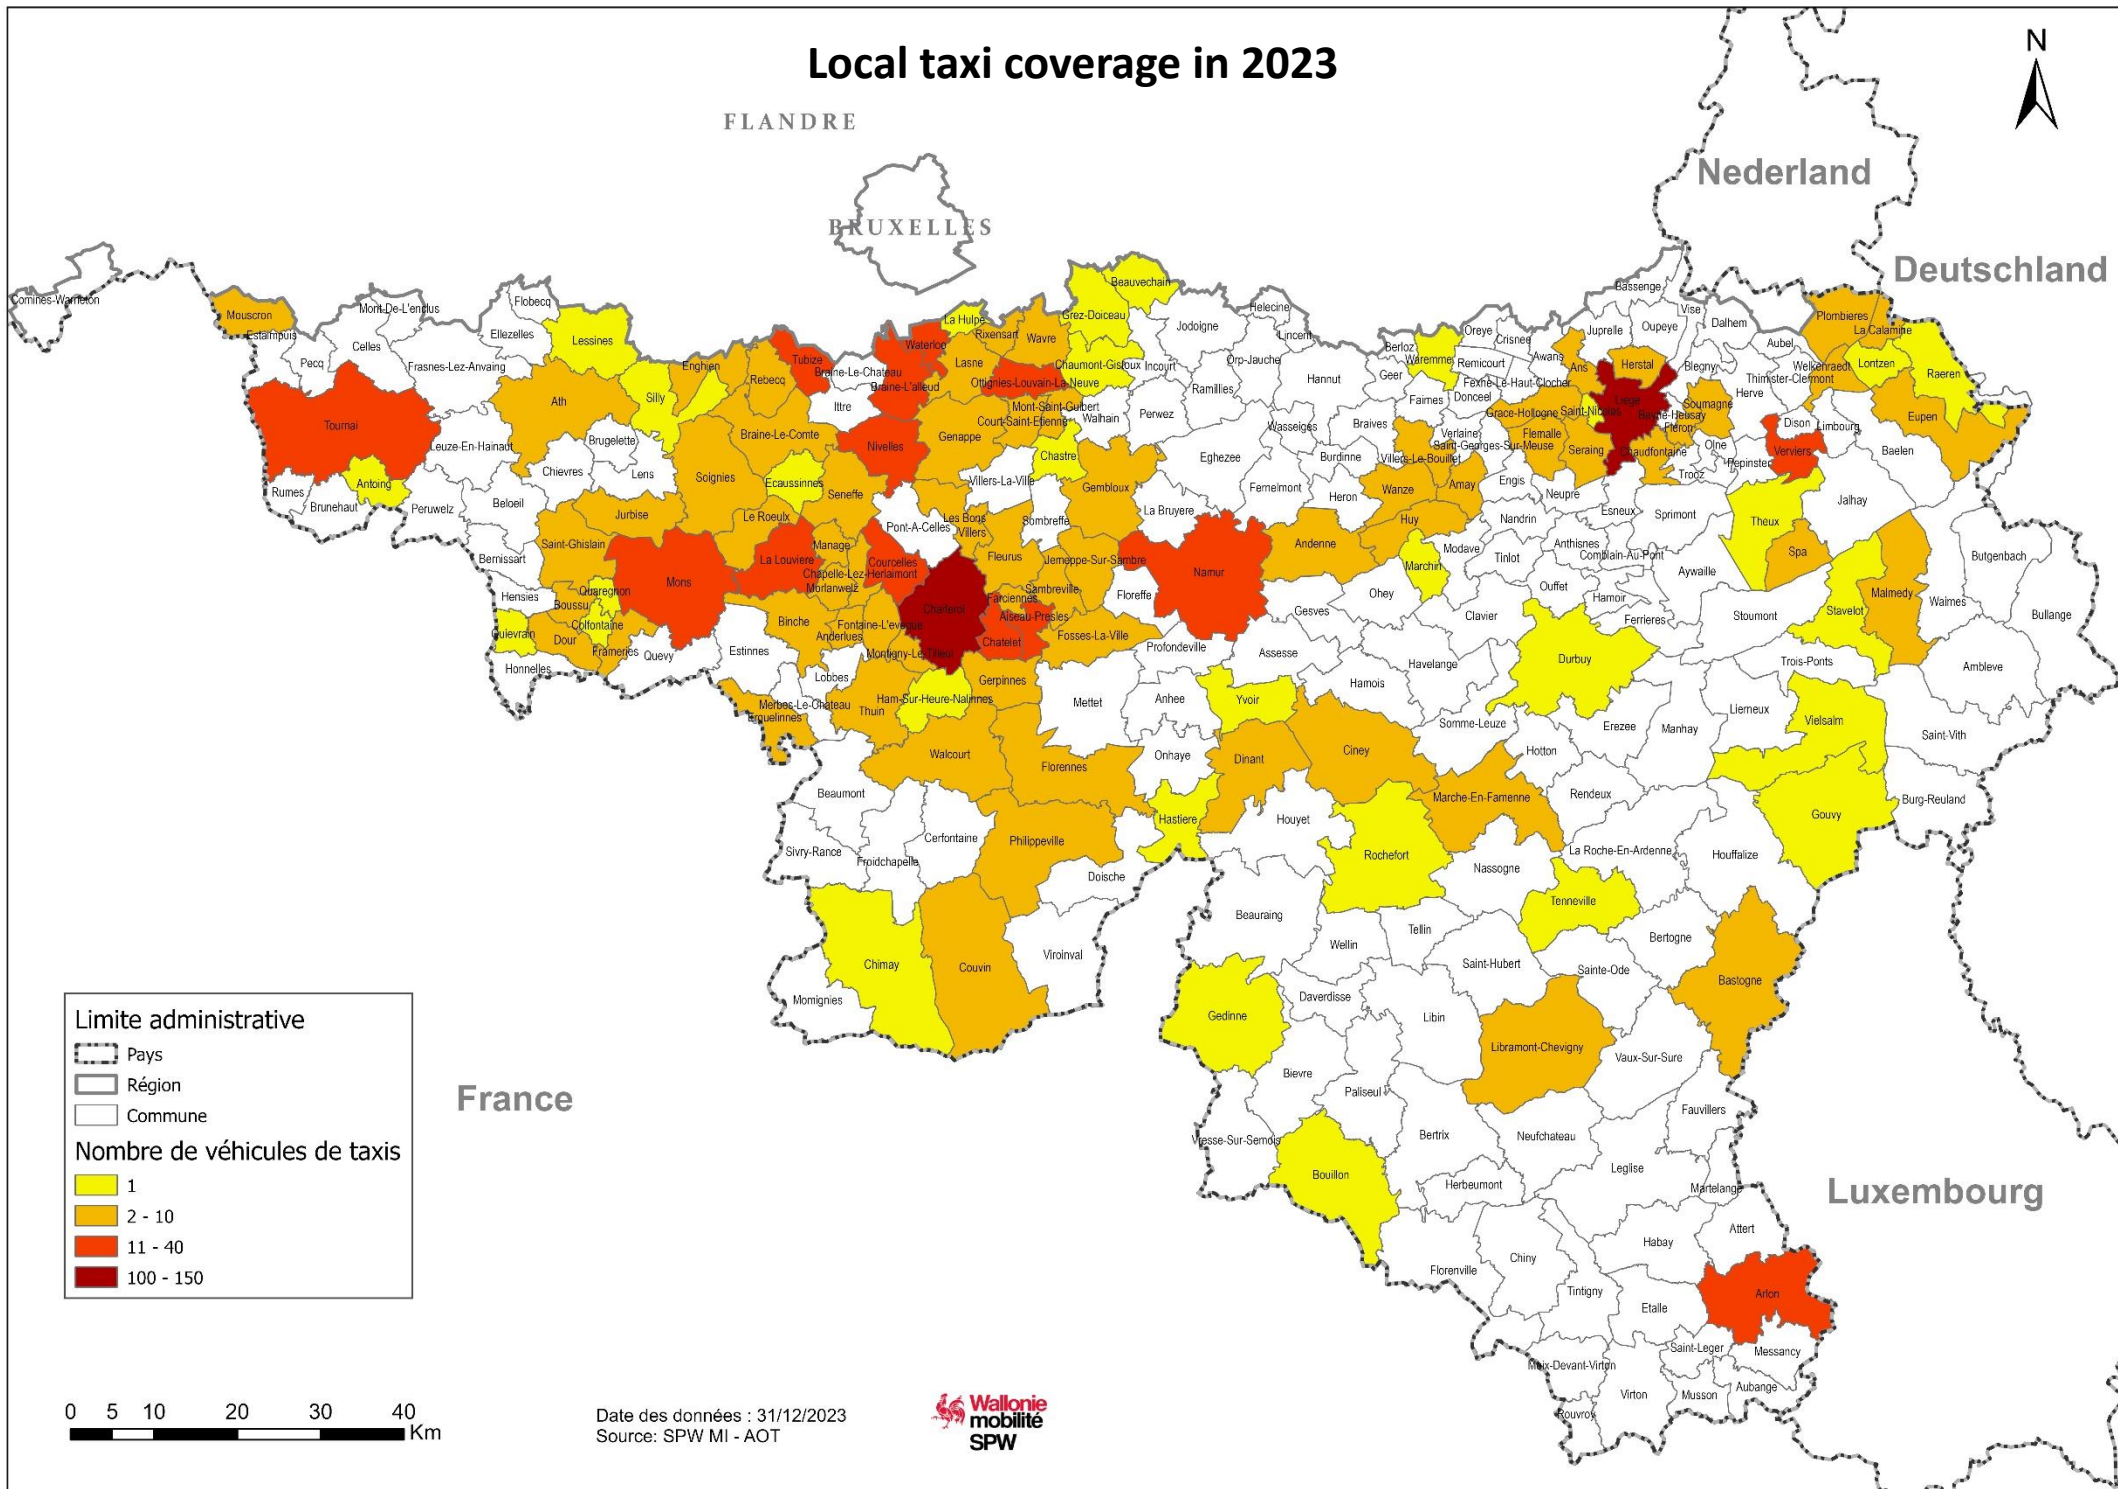 Local taxi coverage in 2023
N
FLANDRE
Nederland
BRUXELLES
Deutschland
Comines-Warneton
Mouscron
Estaimpuis
Mont-De-L'enclus
Flobecq
Ellezelles
Celles
Pecq
Frasnes-Lez-Anvaing
Lessines
Tournai
Ath
Silly
Enghien
Rebecq
Tubize
Braine-Le-Chateau
Waterloo
Braine-L'alleud
Ittre
La Hulpe
Rixensart
Wavre
Lasne
Ottignies-Louvain-La-Neuve
Grez-Doiceau
Beauvechain
Chaumont-Gistoux
Incourt
Jodoigne
Helecine
Lincent
Orp-Jauche
Ramillies
Hannut
Berloz
Waremme
Geer
Oreye
Crisnee
Remicourt
Fexhe-Le-Haut-Clocher
Donceel
Faimes
Awans
Ans
Juprelle
Bassenge
Oupeye
Vise
Dalhem
Herstal
Blegny
Aubel
Thimister-Clermont
Herve
Plombieres
La Calamine
Welkenraedt
Lontzen
Raeren
Eupen
Leuze-En-Hainaut
Brugelette
Chievres
Lens
Braine-Le-Comte
Soignies
Ecaussinnes
Nivelles
Genappe
Court-Saint-Etienne
Mont-Saint-Guibert
Walhain
Chastre
Perwez
Wasseiges
Braives
Burdinne
Verlaine
Saint-Georges-Sur-Meuse
Villers-Le-Bouillet
Grace-Hollogne
Saint-Nicolas
Liege
Beyne-Heusay
Fleron
Soumagne
Flemalle
Seraing
Chaudfontaine
Olne
Trooz
Pepinster
Verviers
Dison
Limbourg
Baelen
Rumes
Antoing
Brunehaut
Peruwelz
Beloeil
Jurbise
Le Roeulx
Seneffe
Villers-La-Ville
Gembloux
Eghezee
Fernelmont
Heron
Wanze
Amay
Engis
Neupre
Esneux
Sprimont
Theux
Jalhay
Bernissart
Saint-Ghislain
Mons
La Louviere
Manage
Chapelle-Lez-Herlaimont
Morlanwelz
Courcelles
Pont-A-Celles
Les Bons
Villers
Fleurus
Sombreffe
Jemeppe-Sur-Sambre
La Bruyere
Namur
Andenne
Huy
Marchin
Modave
Nandrin
Tinlot
Anthisnes
Comblain-Au-Pont
Aywaille
Spa
Stavelot
Malmedy
Waimes
Butgenbach
Bullange
Hensies
Quaregnon
Boussu
Colfontaine
Quievrain
Dour
Frameries
Quevy
Honnelles
Estinnes
Binche
Anderlues
Fontaine-L'eveque
Montigny-Le-Tilleul
Charleroi
Farciennes
Aiseau-Presles
Chatelet
Sambreville
Floreffe
Fosses-La-Ville
Profondeville
Gesves
Ohey
Assesse
Havelange
Hamois
Clavier
Ouffet
Hamoir
Ferrieres
Stoumont
Trois-Ponts
Ambleve
Durbuy
Lobbes
Merbes-Le-Chateau
Erquelinnes
Thuin
Ham-Sur-Heure-Nalinnes
Gerpinnes
Mettet
Anhee
Yvoir
Somme-Leuze
Erezee
Manhay
Lierneux
Vielsalm
Saint-Vith
Walcourt
Florennes
Onhaye
Dinant
Ciney
Hotton
Rendeux
Marche-En-Famenne
Beaumont
Cerfontaine
Philippeville
Hastiere
Houyet
Rochefort
Nassogne
La Roche-En-Ardenne
Houffalize
Gouvy
Burg-Reuland
Sivry-Rance
Froidchapelle
Doische
Beauraing
Tenneville
Bertogne
Tellin
Wellin
Saint-Hubert
Sainte-Ode
Bastogne
Chimay
Couvin
Viroinval
Momignies
Gedinne
Daverdisse
Libin
Libramont-Chevigny
Vaux-Sur-Sure
Bievre
Paliseul
Fauvillers
Vresse-Sur-Semois
Bertrix
Neufchateau
Bouillon
Herbeumont
Leglise
Martelange
Attert
Habay
Chiny
Florenville
Tintigny
Etalle
Arlon
Saint-Leger
Messancy
Meix-Devant-Virton
Virton
Musson
Aubange
Rouvroy
France
Luxembourg
Limite administrative
Pays
Région
Commune
Nombre de véhicules de taxis
1
2 - 10
11 - 40
100 - 150
0 5 10 20 30 40
Km
Date des données : 31/12/2023
Source: SPW MI - AOT
Wallonie
mobilité
SPW